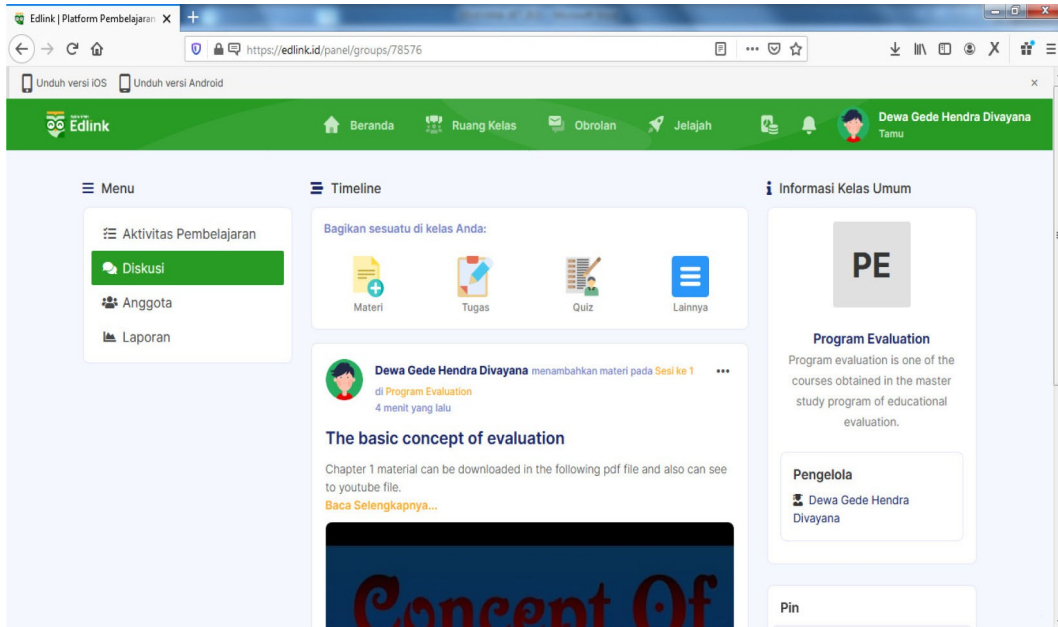 Edlink | Platform Pembelajaran
https://edlink.id/panel/groups/78576
Unduh versi iOS Unduh versi Android
Edlink
Beranda Ruang Kelas Obrolan Jelajah
Dewa Gede Hendra Divayana
Tamu
Menu
Aktivitas Pembelajaran
Diskusi
Anggota
Laporan
Timeline
Bagikan sesuatu di kelas Anda:
Materi Tugas Quiz Lainnya
Dewa Gede Hendra Divayana menambahkan materi pada Sesi ke 1
di Program Evaluation
4 menit yang lalu
The basic concept of evaluation
Chapter 1 material can be downloaded in the following pdf file and also can see
to youtube file.
Baca Selengkapnya...
Concept Of
Informasi Kelas Umum
PE
Program Evaluation
Program evaluation is one of the
courses obtained in the master
study program of educational
evaluation.
Pengelola
Dewa Gede Hendra
Divayana
Pin